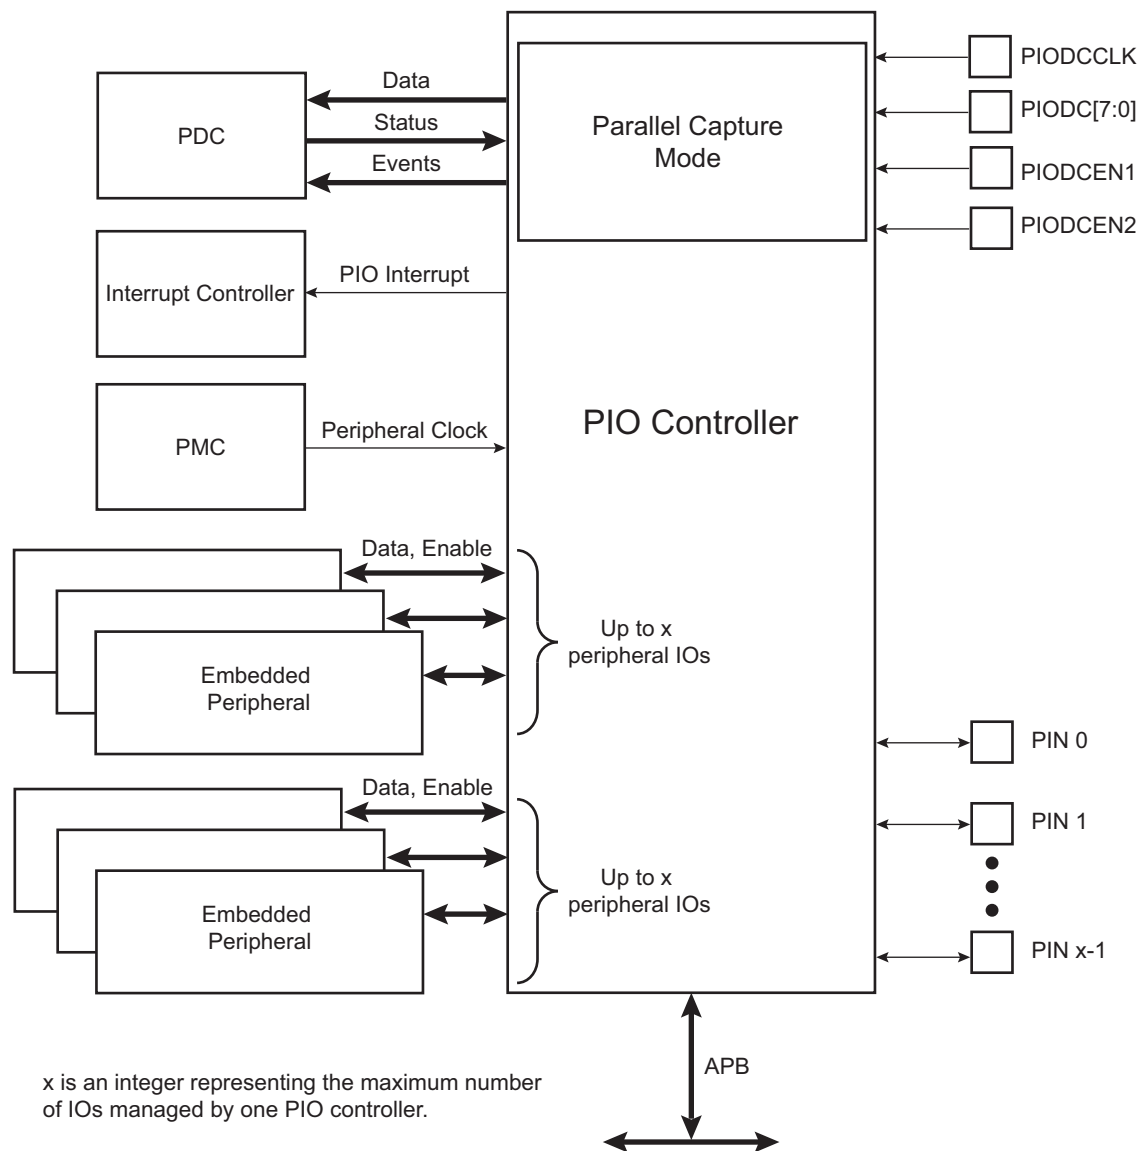 PIODCCLK
Data
PDC
Status
Events
Parallel Capture
Mode
PIODC[7:0]
PIODCEN1
PIODCEN2
PIO Interrupt
Interrupt Controller
PIO Controller
Peripheral Clock
PMC
Data, Enable
Up to x
peripheral IOs
Embedded
Peripheral
PIN 0
Data, Enable
PIN 1
Up to x
peripheral IOs
Embedded
Peripheral
PIN x-1
APB
x is an integer representing the maximum number
of IOs managed by one PIO controller.